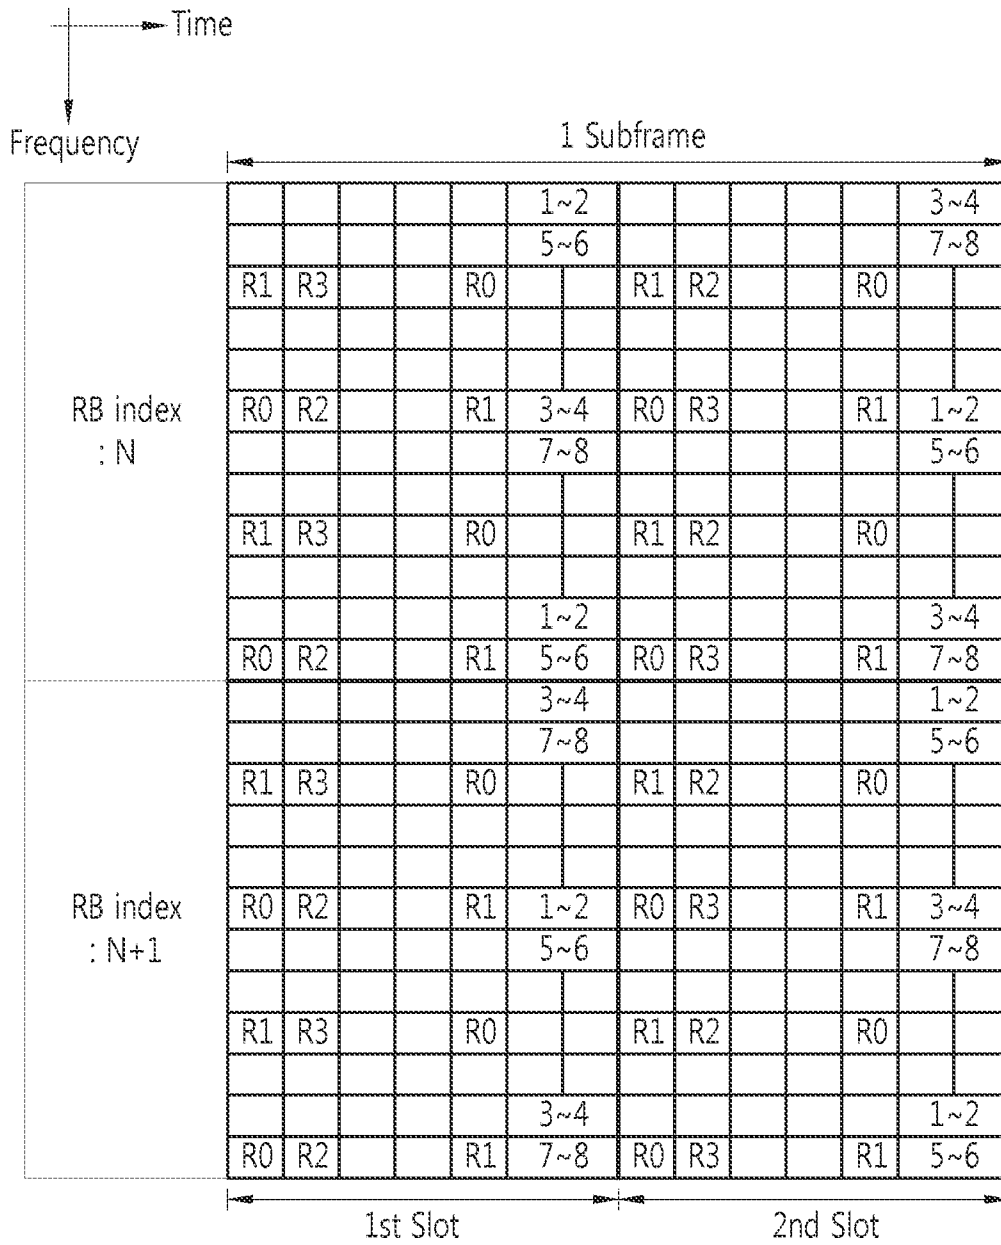 Time
Frequency
1 Subframe
1~2 3~4
5~6 7~8
R1 R3 R0 R1 R2 R0
RB index
: N
R0 R2 R1 3~4 R0 R3 R1 1~2
7~8 5~6
R1 R3 R0 R1 R2 R0
1~2 3~4
R0 R2 R1 5~6 R0 R3 R1 7~8
3~4 1~2
7~8 5~6
R1 R3 R0 R1 R2 R0
RB index
: N+1
R0 R2 R1 1~2 R0 R3 R1 3~4
5~6 7~8
R1 R3 R0 R1 R2 R0
3~4 1~2
R0 R2 R1 7~8 R0 R3 R1 5~6
1st Slot 2nd Slot